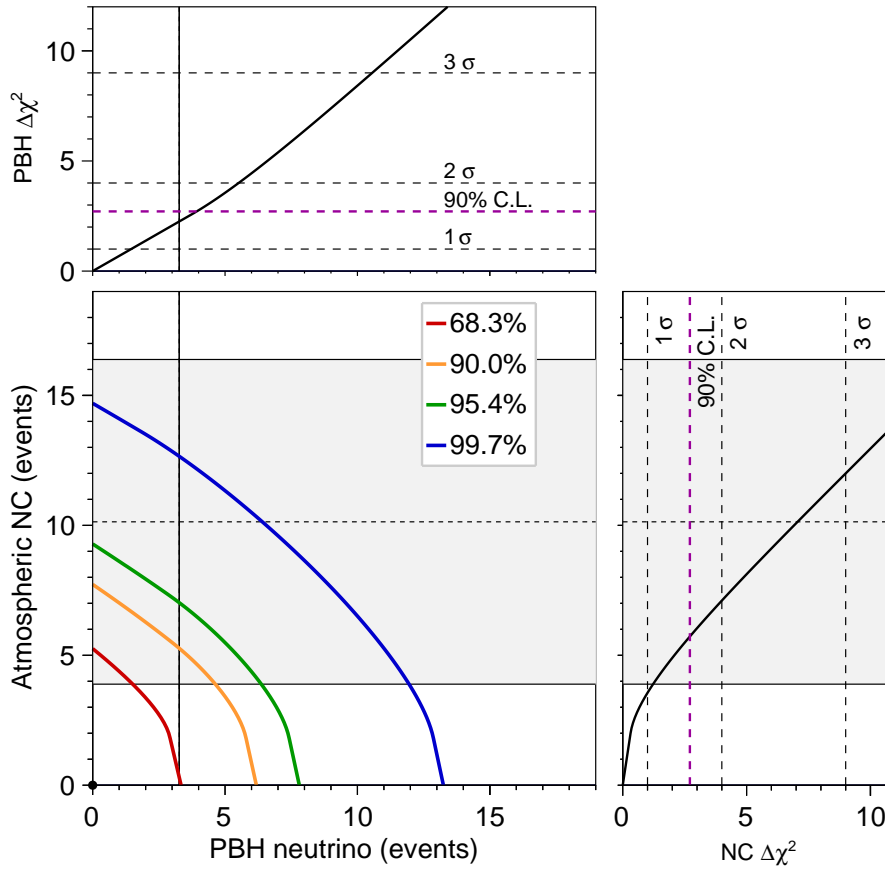 PBH Δχ²
10
5
0
3 σ
2 σ
90% C.L.
1 σ
Atmospheric NC (events)
15
10
5
0
68.3%
90.0%
95.4%
99.7%
0
5
10
15
PBH neutrino (events)
1 σ
90% C.L.
2 σ
3 σ
0
5
10
NC Δχ²